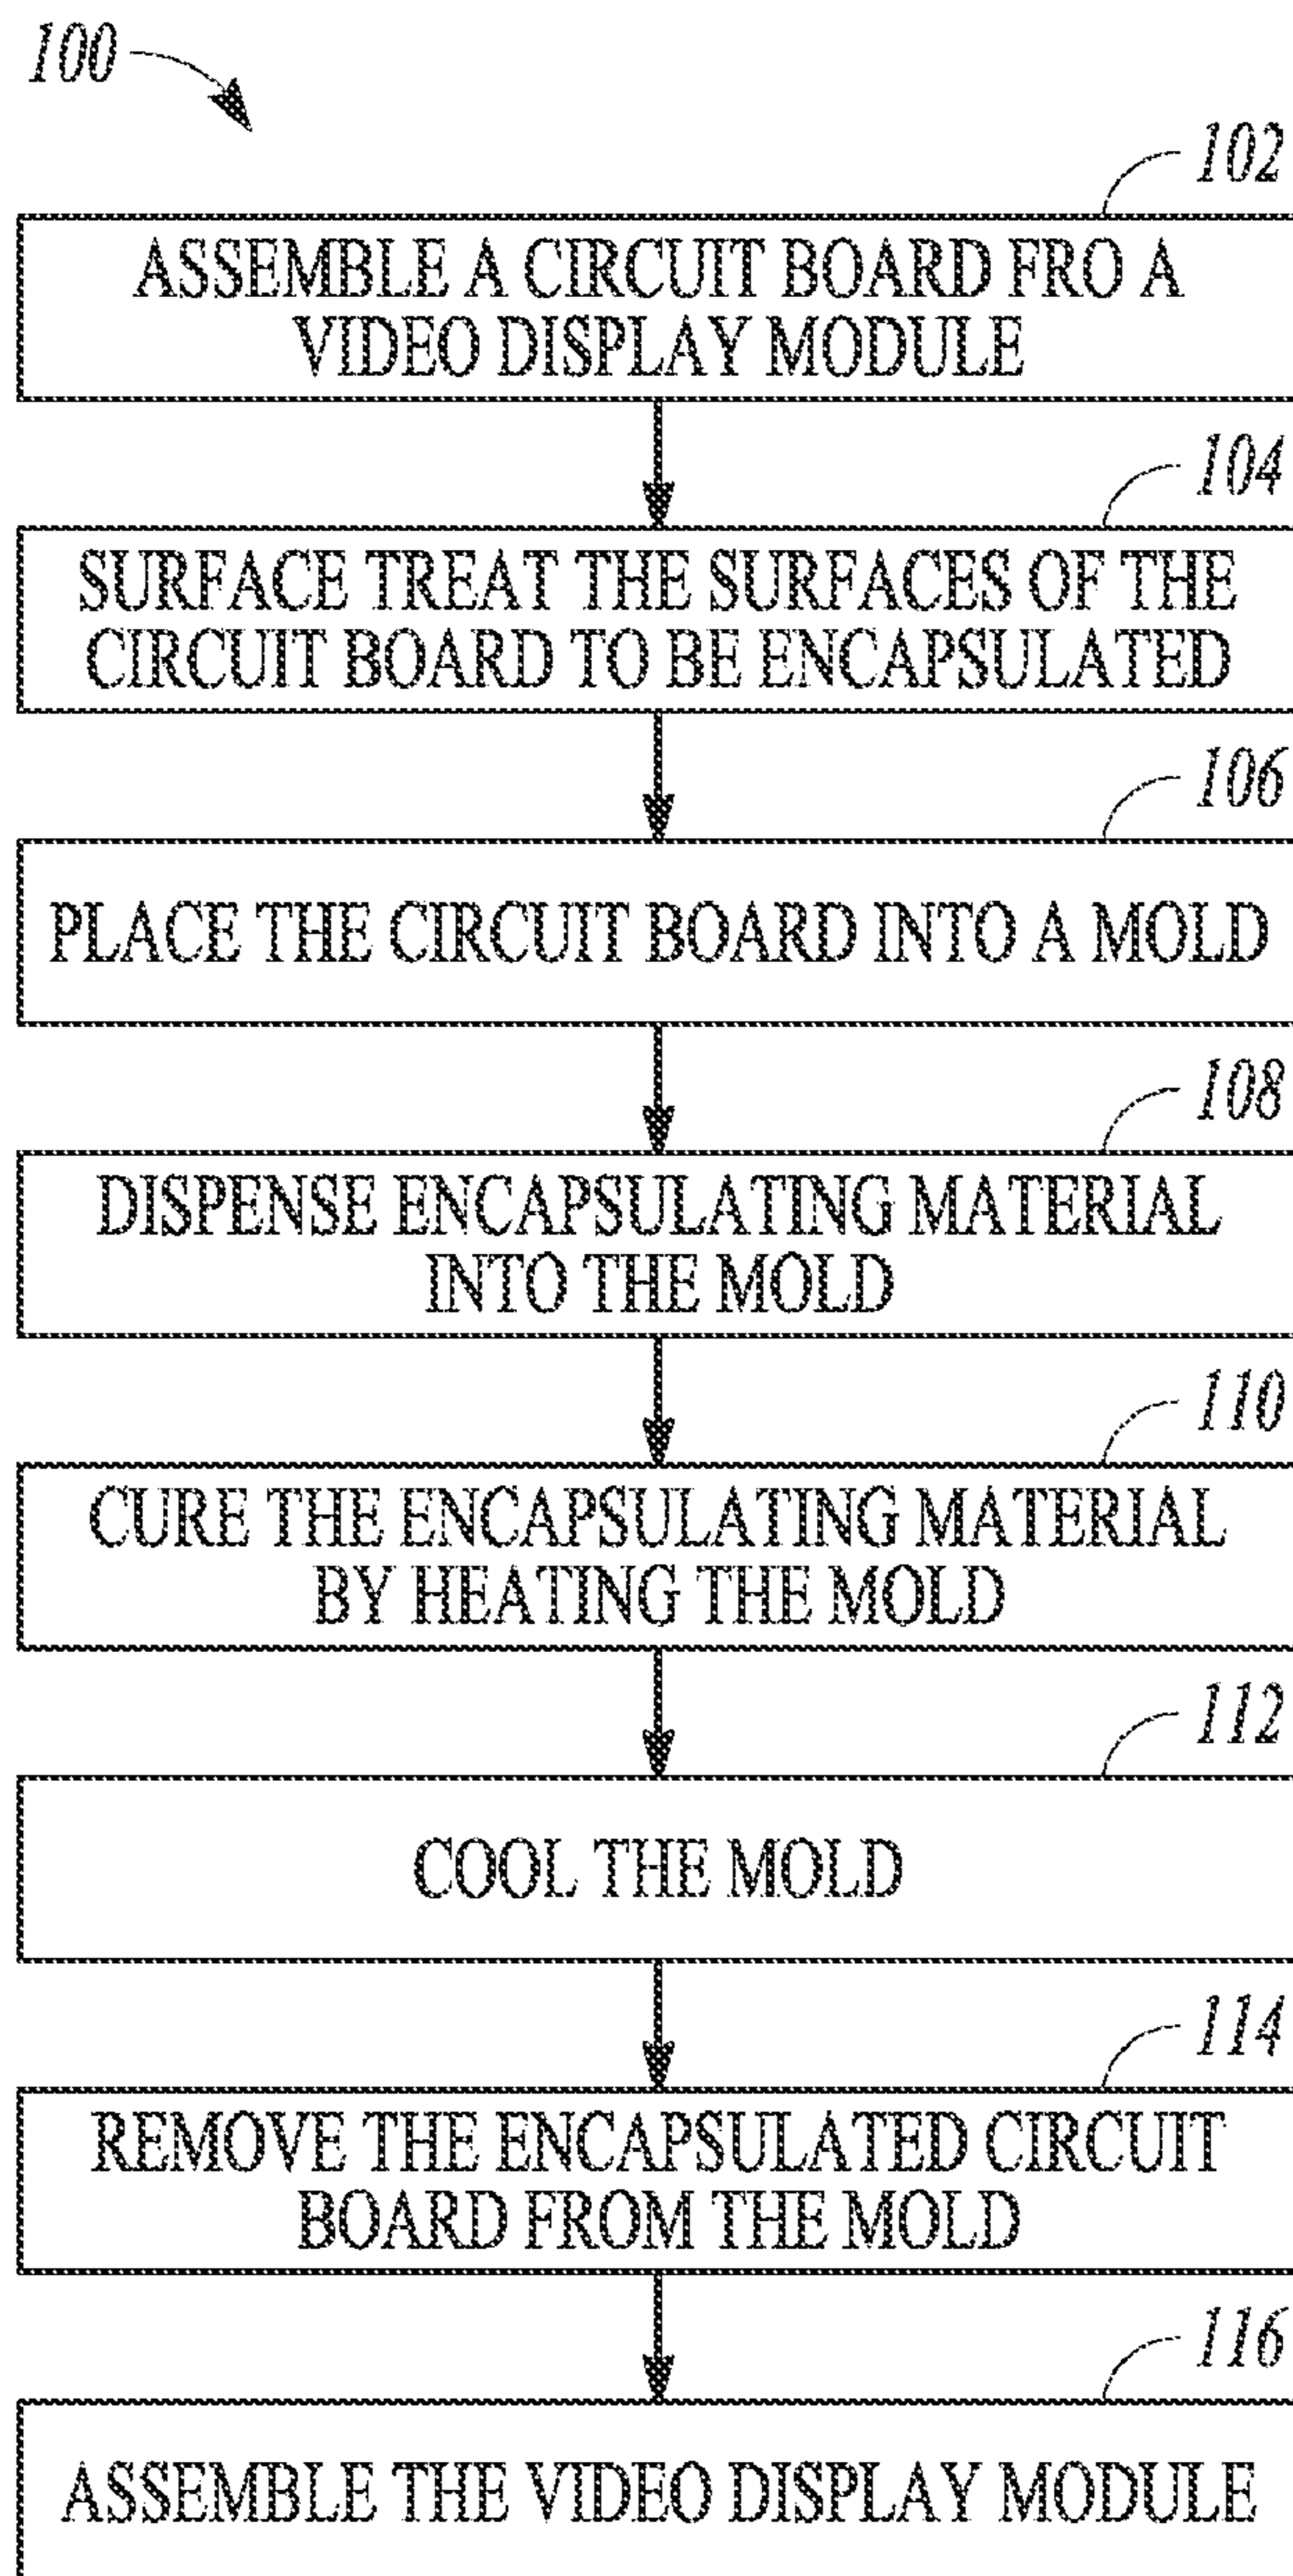 100
102
ASSEMBLE A CIRCUIT BOARD FRO A
VIDEO DISPLAY MODULE
104
SURFACE TREAT THE SURFACES OF THE
CIRCUIT BOARD TO BE ENCAPSULATED
106
PLACE THE CIRCUIT BOARD INTO A MOLD
108
DISPENSE ENCAPSULATING MATERIAL
INTO THE MOLD
110
CURE THE ENCAPSULATING MATERIAL
BY HEATING THE MOLD
112
COOL THE MOLD
114
REMOVE THE ENCAPSULATED CIRCUIT
BOARD FROM THE MOLD
116
ASSEMBLE THE VIDEO DISPLAY MODULE